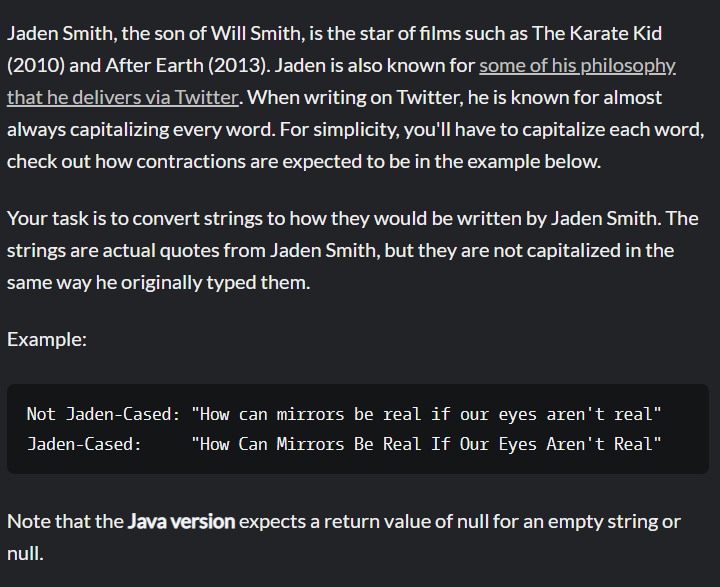 Jaden Smith, the son of Will Smith, is the star of films such as The Karate Kid
(2010) and After Earth (2013). Jaden is also known for some of his philosophy
that he delivers via Twitter. When writing on Twitter, he is known for almost
always capitalizing every word. For simplicity, you'll have to capitalize each word,
check out how contractions are expected to be in the example below.
Your task is to convert strings to how they would be written by Jaden Smith. The
strings are actual quotes from Jaden Smith, but they are not capitalized in the
same way he originally typed them.
Example:
Not Jaden-Cased: "How can mirrors be real if our eyes aren't real"
Jaden-Cased:     "How Can Mirrors Be Real If Our Eyes Aren't Real"
Note that the Java version expects a return value of null for an empty string or
null.